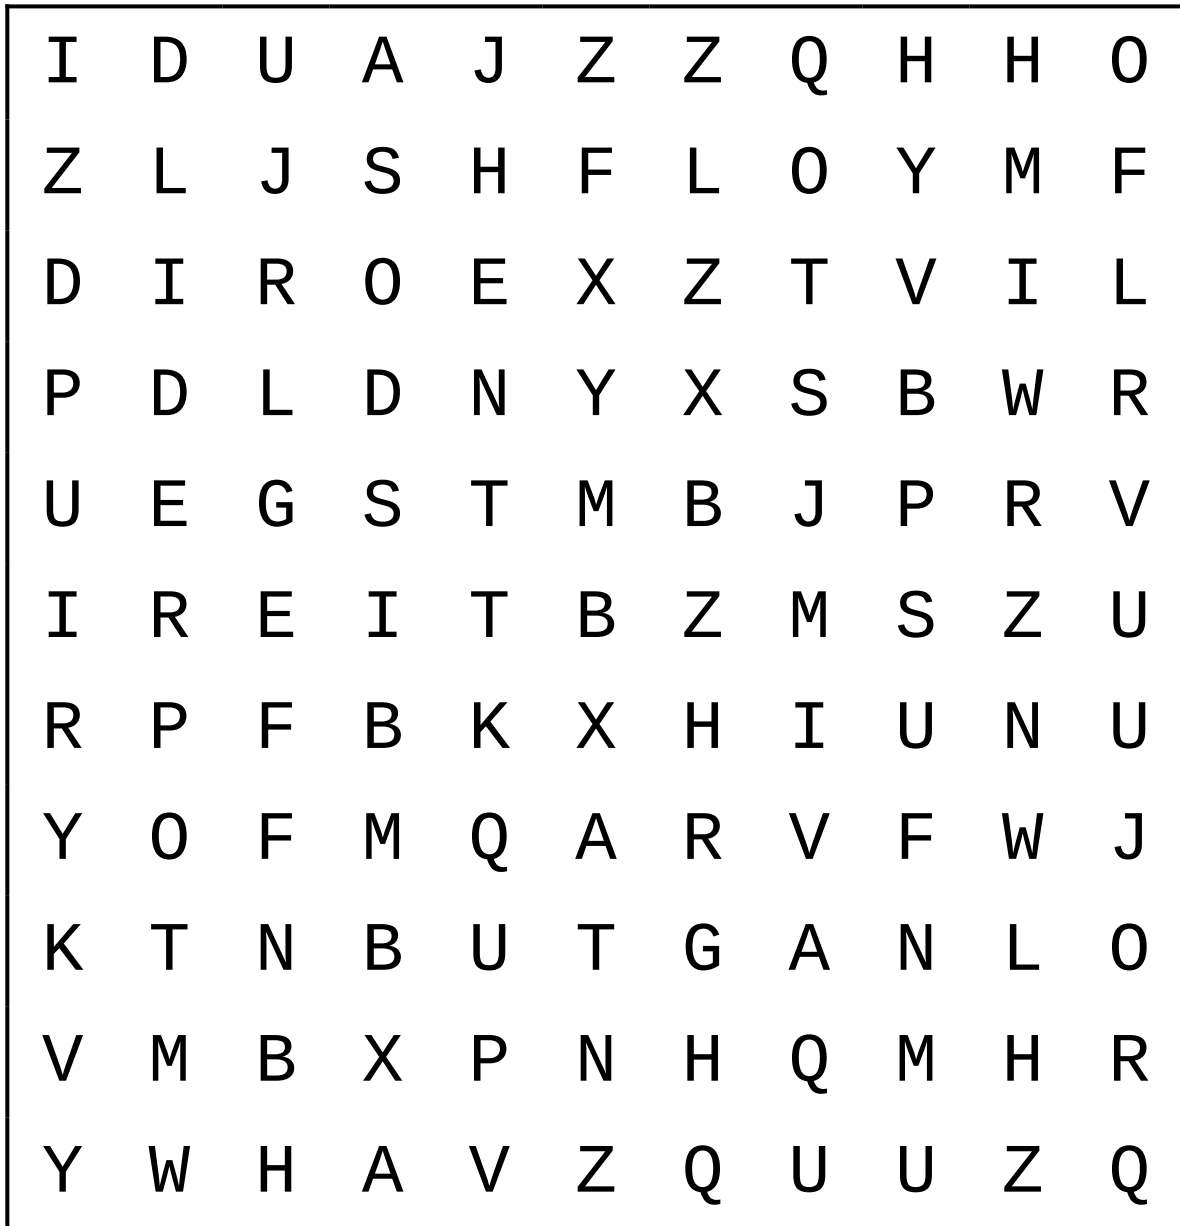 I D U A J Z Z Q H H O
Z L J S H F L O Y M F
D I R O E X Z T V I L
P D L D N Y X S B W R
U E G S T M B J P R V
I R E I T B Z M S Z U
R P F B K X H I U N U
Y O F M Q A R V F W J
K T N B U T G A N L O
V M B X P N H Q M H R
Y W H A V Z Q U U Z Q